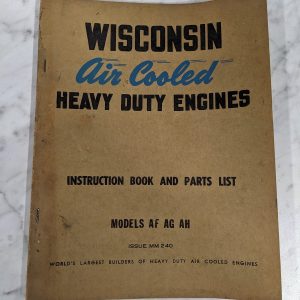 WISCONSIN
Air Cooled
HEAVY DUTY ENGINES
INSTRUCTION BOOK AND PARTS LIST
MODELS AF AG AH
ISSUE MM 240
WORLD'S LARGEST BUILDERS OF HEAVY DUTY AIR COOLED ENGINES